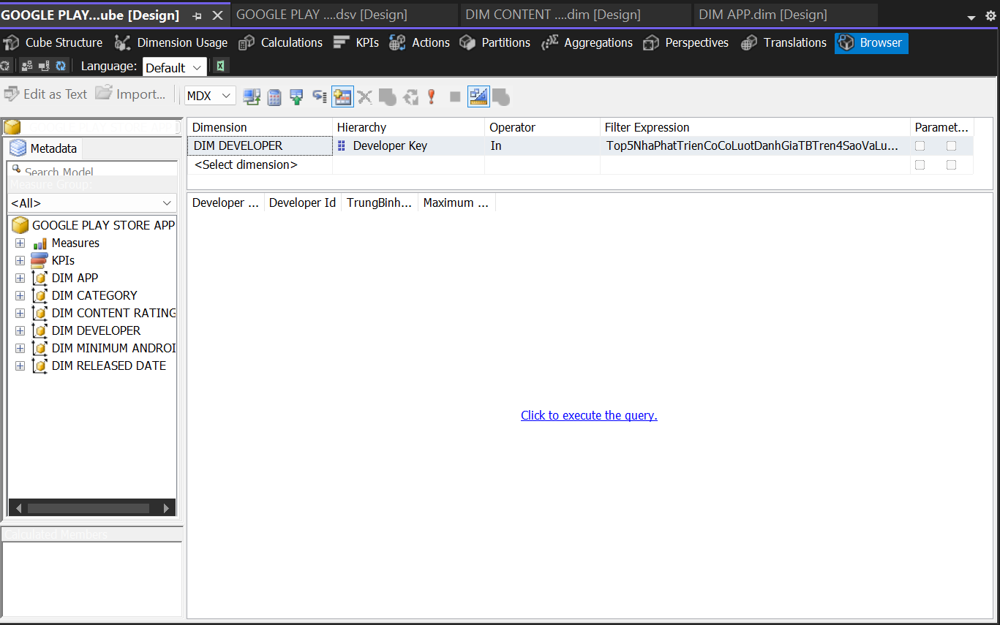 GOOGLE PLAY...ube [Design] GOOGLE PLAY ....dsv [Design] DIM CONTENT ....dim [Design] DIM APP.dim [Design]
Cube Structure Dimension Usage Calculations KPIs Actions Partitions Aggregations Perspectives Translations Browser
Language: Default
Edit as Text Import... MDX
GOOGLE PLAY STORE APP
Metadata
Search Model
Measure Group:
<All>
GOOGLE PLAY STORE APP
Measures
KPIs
DIM APP
DIM CATEGORY
DIM CONTENT RATING
DIM DEVELOPER
DIM MINIMUM ANDROI
DIM RELEASED DATE
Calculated Members
Dimension Hierarchy Operator Filter Expression Paramet...
DIM DEVELOPER Developer Key In Top5NhaPhatTrienCoCoLuotDanhGiaTBTren4SaoVaLu...
<Select dimension>
Developer ... Developer Id TrungBinh... Maximum ...
Click to execute the query.